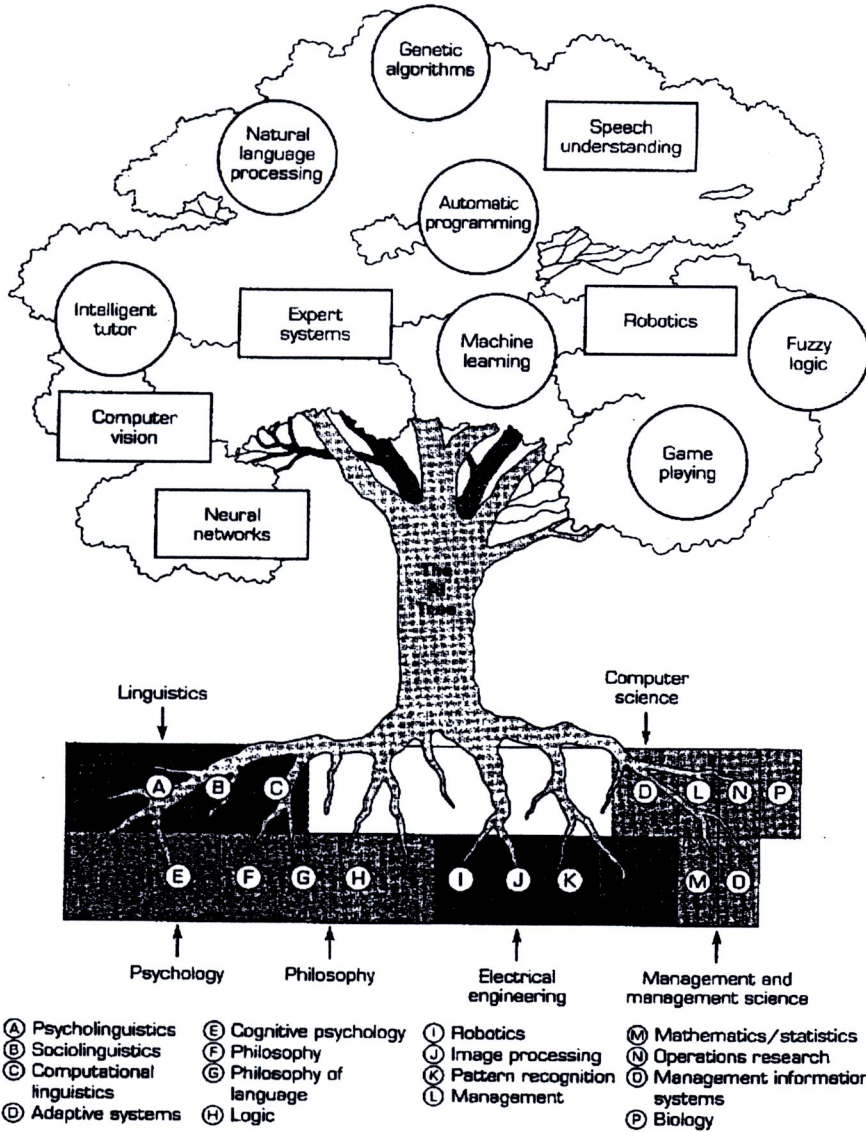 Genetic
algorithms
Natural
language
processing
Speech
understanding
Automatic
programming
Intelligent
tutor
Expert
systems
Machine
learning
Robotics
Fuzzy
logic
Computer
vision
Game
playing
Neural
networks
The
AI
Tree
Linguistics
Computer
science
A B C D L N P
E F G H I J K M D
Psychology
Philosophy
Electrical
engineering
Management and
management science
A Psycholinguistics
B Sociolinguistics
C Computational
linguistics
D Adaptive systems
E Cognitive psychology
F Philosophy
G Philosophy of
language
H Logic
I Robotics
J Image processing
K Pattern recognition
L Management
M Mathematics/statistics
N Operations research
D Management information
systems
P Biology